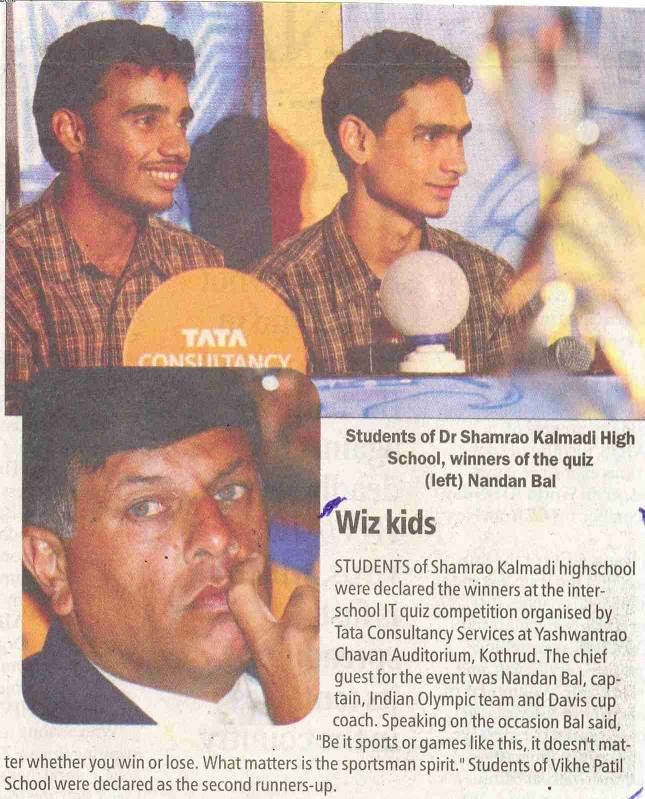 TATA
CONSULTANCY
Students of Dr Shamrao Kalmadi High
School, winners of the quiz
(left) Nandan Bal
Wiz kids
STUDENTS of Shamrao Kalmadi highschool
were declared the winners at the inter-
school IT quiz competition organised by
Tata Consultancy Services at Yashwantrao
Chavan Auditorium, Kothrud. The chief
guest for the event was Nandan Bal, cap-
tain, Indian Olympic team and Davis cup
coach. Speaking on the occasion Bal said,
"Be it sports or games like this, it doesn't mat-
ter whether you win or lose. What matters is the sportsman spirit." Students of Vikhe Patil
School were declared as the second runners-up.